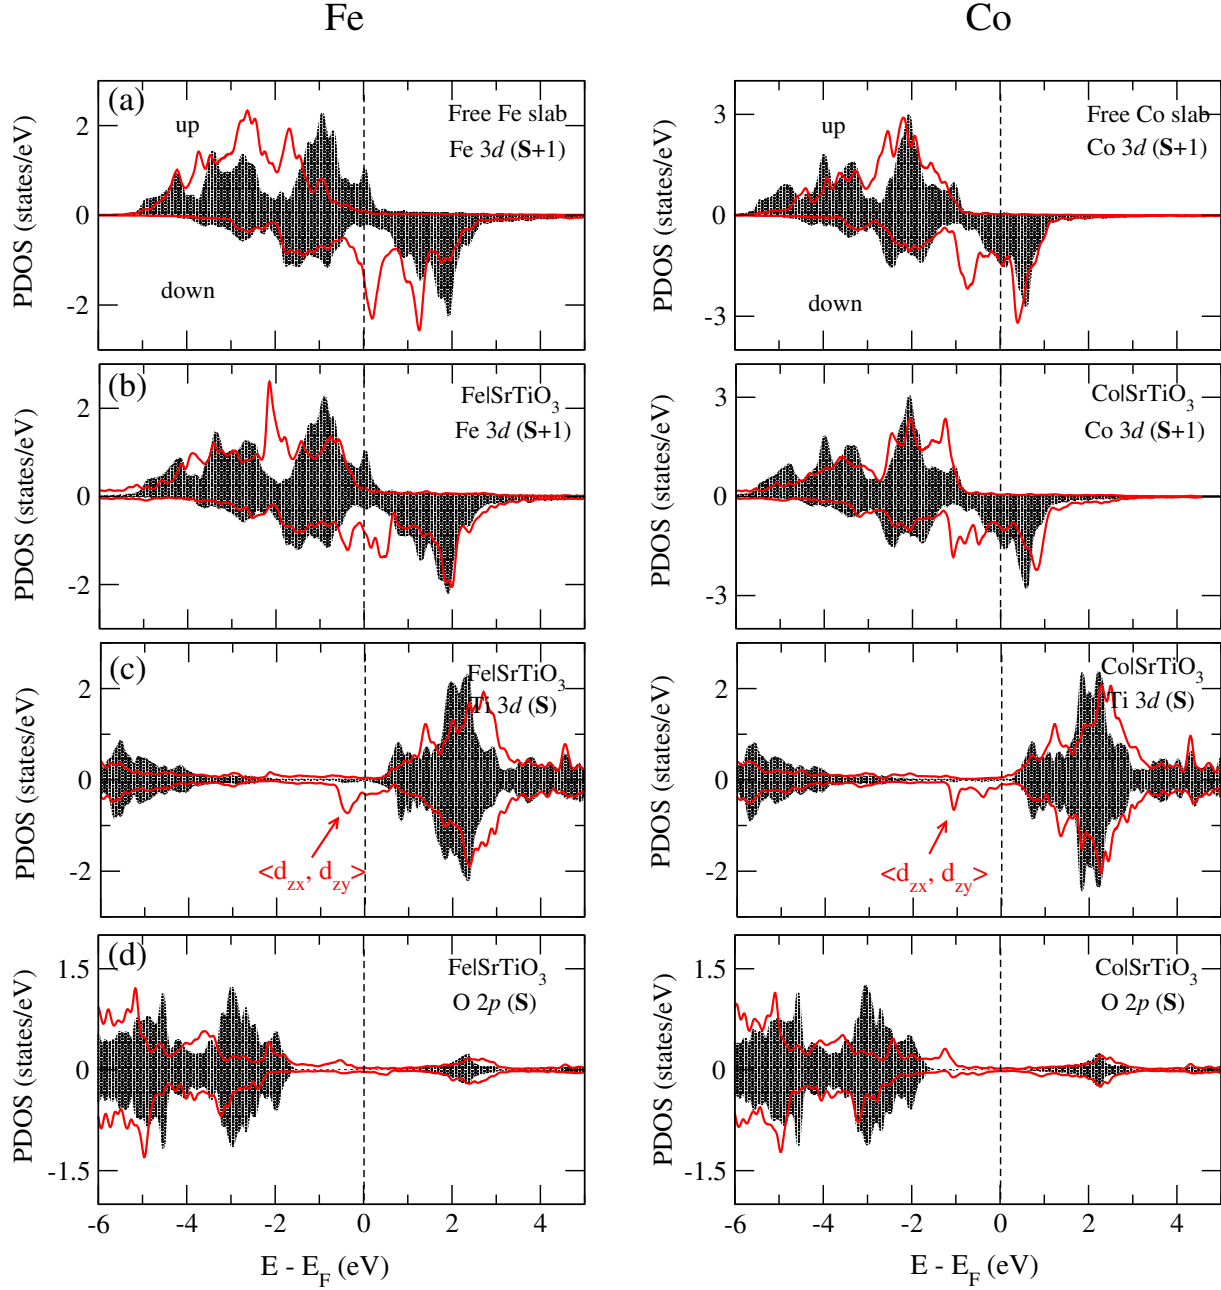 Fe
Co
(a)
up
Free Fe slab
Fe 3d (S+1)
down
PDOS (states/eV)
2
0
-2
up
Free Co slab
Co 3d (S+1)
down
PDOS (states/eV)
3
0
-3
(b)
Fe|SrTiO3
Fe 3d (S+1)
PDOS (states/eV)
2
0
-2
Co|SrTiO3
Co 3d (S+1)
PDOS (states/eV)
3
0
-3
(c)
Fe|SrTiO3
Ti 3d (S)
<dzx, dzy>
PDOS (states/eV)
2
0
-2
Co|SrTiO3
Ti 3d (S)
<dzx, dzy>
PDOS (states/eV)
2
0
-2
(d)
Fe|SrTiO3
O 2p (S)
PDOS (states/eV)
1.5
0
-1.5
Co|SrTiO3
O 2p (S)
PDOS (states/eV)
1.5
0
-1.5
-6 -4 -2 0 2 4
E - EF (eV)
-6 -4 -2 0 2 4
E - EF (eV)